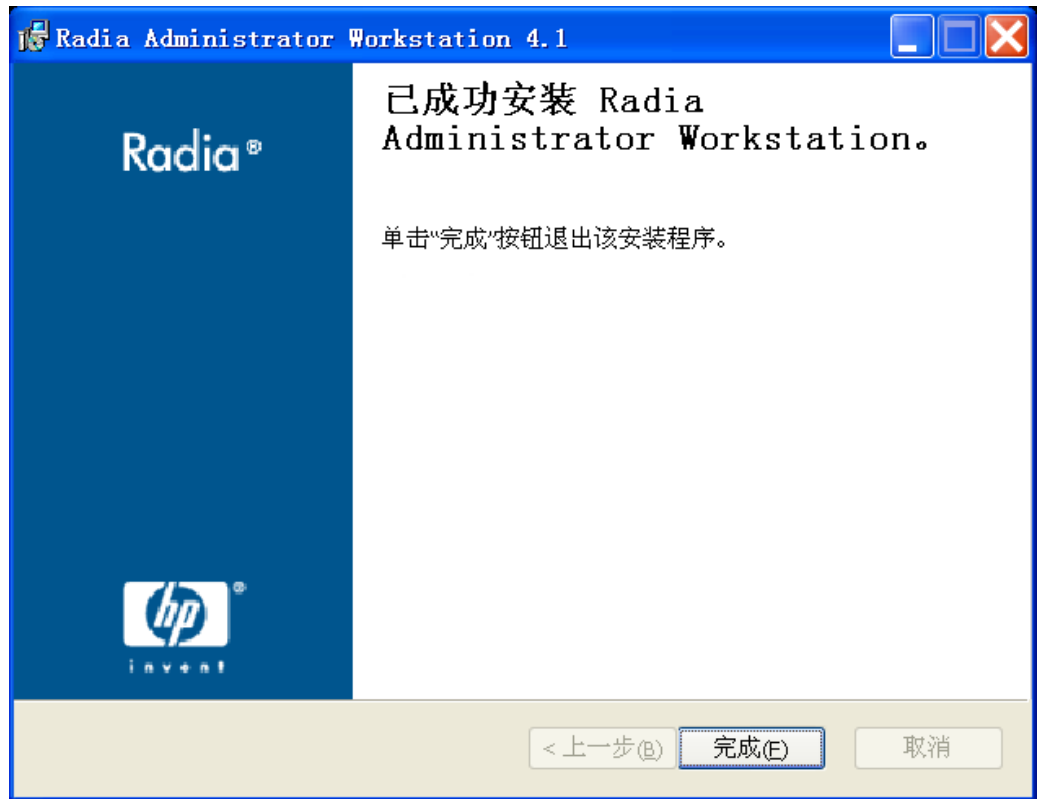 Radia Administrator Workstation 4.1
Radia®
已成功安装 Radia
Administrator Workstation。
单击“完成”按钮退出该安装程序。
hp®
invent
<上一步(B)
完成(F)
取消